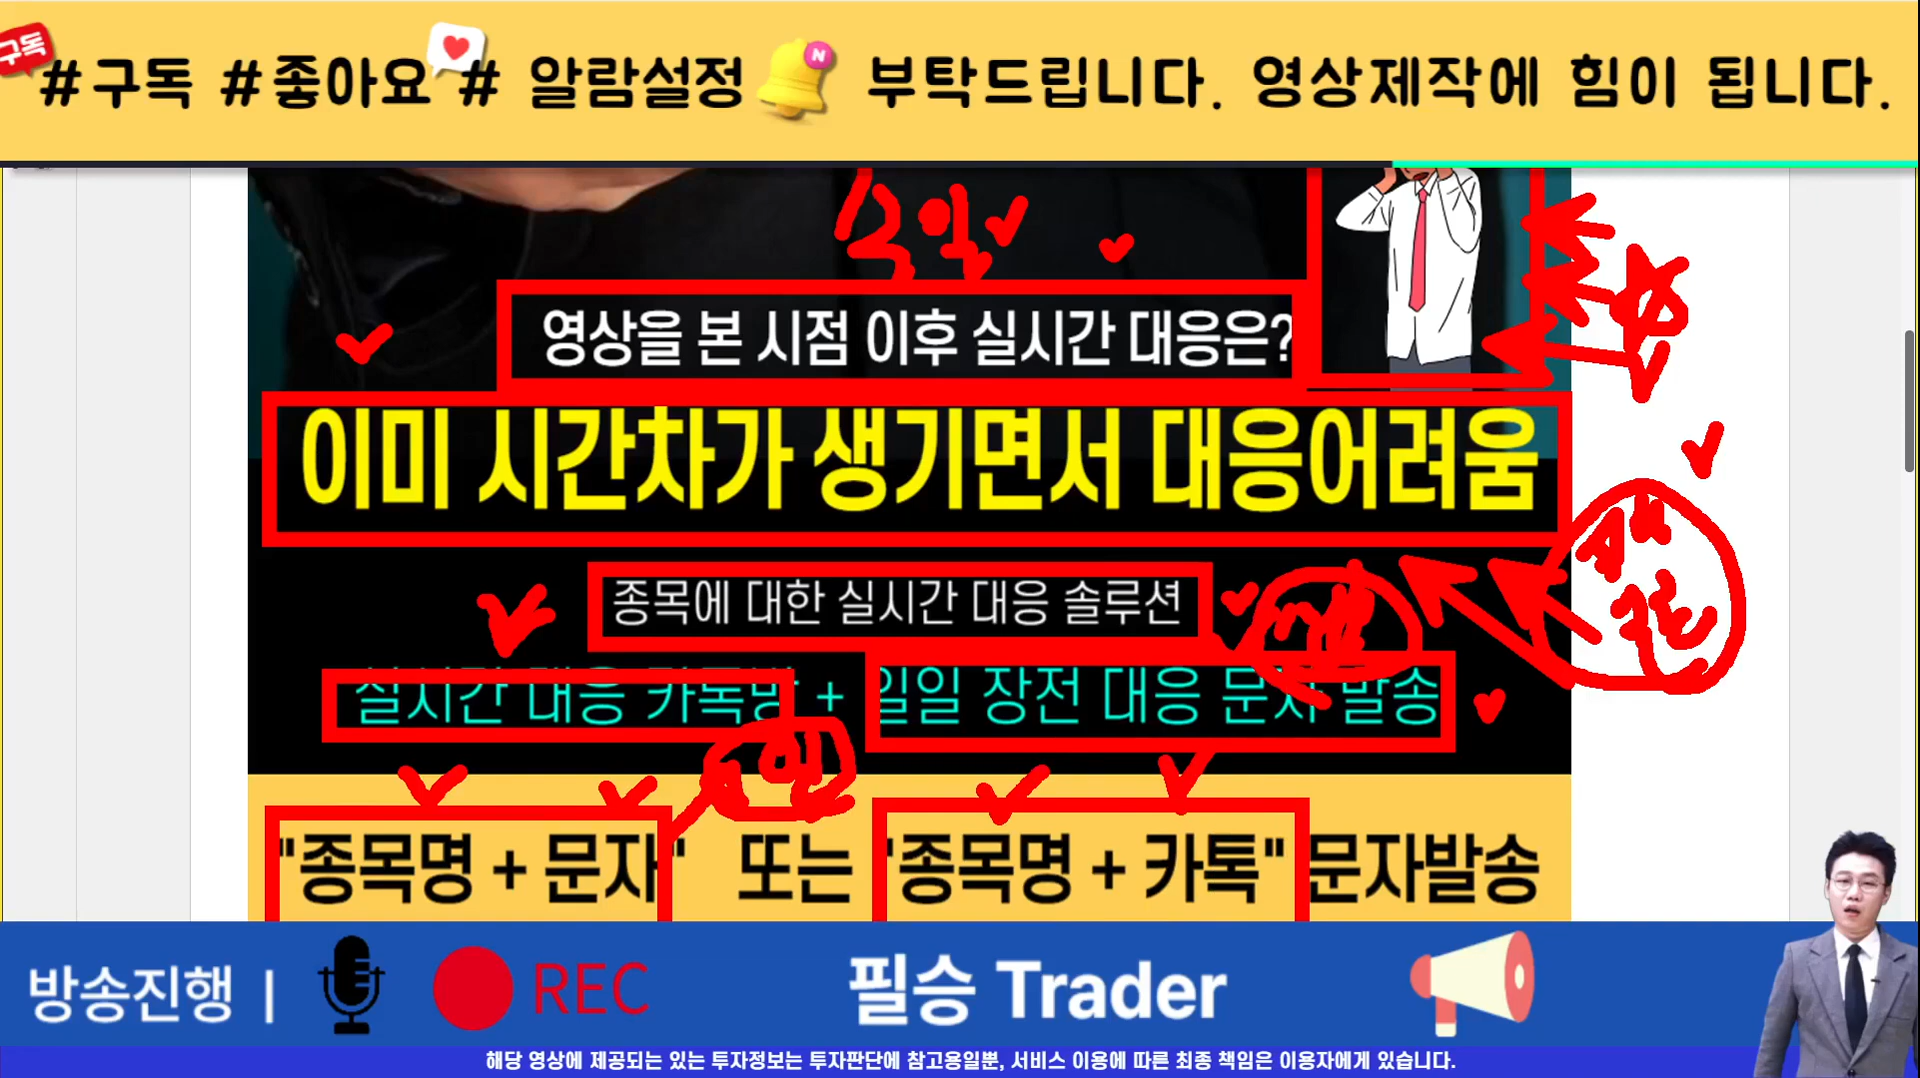 구독
#구독 #좋아요 # 알람설정 부탁드립니다. 영상제작에 힘이 됩니다.
N
영상을 본 시점 이후 실시간 대응은?
이미 시간차가 생기면서 대응어려움
종목에 대한 실시간 대응 솔루션
실시간 대응 카톡방 + 일일 장전 대응 문자 발송
"종목명 + 문자" 또는 "종목명 + 카톡" 문자발송
방송진행 | REC 필승 Trader
해당 영상에 제공되는 있는 투자정보는 투자판단에 참고용일뿐, 서비스 이용에 따른 최종 책임은 이용자에게 있습니다.